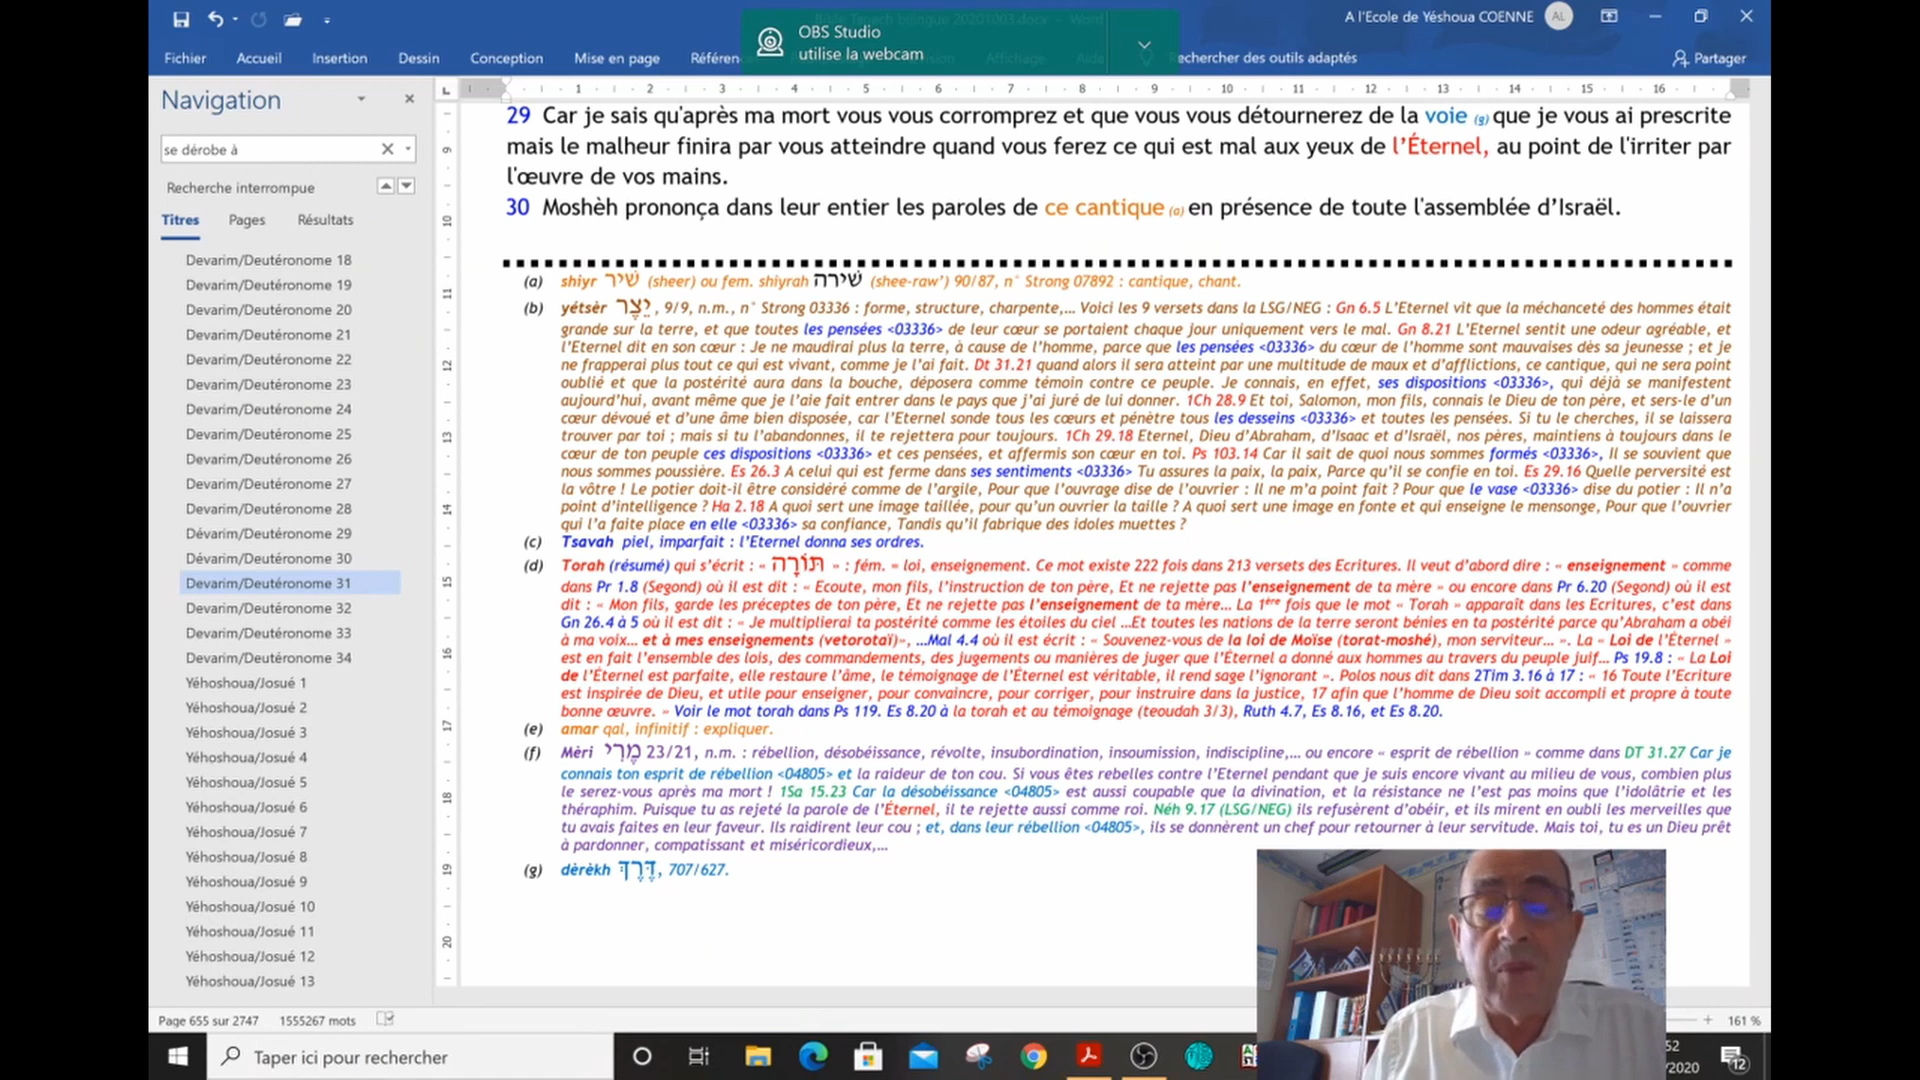 A l'Ecole de Yéshoua COENNE AL
OBS Studio
utilise la webcam
Fichier Accueil Insertion Dessin Conception Mise en page Référen Rechercher des outils adaptés Partager
Navigation
se dérobe à
Recherche interrompue
Titres Pages Résultats
Devarim/Deutéronome 18
Devarim/Deutéronome 19
Devarim/Deutéronome 20
Devarim/Deutéronome 21
Devarim/Deutéronome 22
Devarim/Deutéronome 23
Devarim/Deutéronome 24
Devarim/Deutéronome 25
Devarim/Deutéronome 26
Devarim/Deutéronome 27
Devarim/Deutéronome 28
Dévarim/Deutéronome 29
Dévarim/Deutéronome 30
Devarim/Deutéronome 31
Devarim/Deutéronome 32
Devarim/Deutéronome 33
Devarim/Deutéronome 34
Yéhoshoua/Josué 1
Yéhoshoua/Josué 2
Yéhoshoua/Josué 3
Yéhoshoua/Josué 4
Yéhoshoua/Josué 5
Yéhoshoua/Josué 6
Yéhoshoua/Josué 7
Yéhoshoua/Josué 8
Yéhoshoua/Josué 9
Yéhoshoua/Josué 10
Yéhoshoua/Josué 11
Yéhoshoua/Josué 12
Yéhoshoua/Josué 13
1 2 3 4 5 6 7 8 9 10 11 12 13 14 15 16
9
10
11
12
13
14
15
16
17
18
19
20
29 Car je sais qu'après ma mort vous vous corromprez et que vous vous détournerez de la voie (g) que je vous ai prescrite
mais le malheur finira par vous atteindre quand vous ferez ce qui est mal aux yeux de l'Éternel, au point de l'irriter par
l'œuvre de vos mains.
30 Moshèh prononça dans leur entier les paroles de ce cantique (a) en présence de toute l'assemblée d'Israël.
(a) shiyr שִׁיר (sheer) ou fem. shiyrah שִׁירה (shee-raw') 90/87, n° Strong 07892 : cantique, chant.
(b) yétsèr יֵצֶר , 9/9, n.m., n° Strong 03336 : forme, structure, charpente,... Voici les 9 versets dans la LSG/NEG : Gn 6.5 L'Eternel vit que la méchanceté des hommes était
grande sur la terre, et que toutes les pensées <03336> de leur cœur se portaient chaque jour uniquement vers le mal. Gn 8.21 L'Eternel sentit une odeur agréable, et
l'Eternel dit en son cœur : Je ne maudirai plus la terre, à cause de l'homme, parce que les pensées <03336> du cœur de l'homme sont mauvaises dès sa jeunesse ; et je
ne frapperai plus tout ce qui est vivant, comme je l'ai fait. Dt 31.21 quand alors il sera atteint par une multitude de maux et d'afflictions, ce cantique, qui ne sera point
oublié et que la postérité aura dans la bouche, déposera comme témoin contre ce peuple. Je connais, en effet, ses dispositions <03336>, qui déjà se manifestent
aujourd'hui, avant même que je l'aie fait entrer dans le pays que j'ai juré de lui donner. 1Ch 28.9 Et toi, Salomon, mon fils, connais le Dieu de ton père, et sers-le d'un
cœur dévoué et d'une âme bien disposée, car l'Eternel sonde tous les cœurs et pénètre tous les desseins <03336> et toutes les pensées. Si tu le cherches, il se laissera
trouver par toi ; mais si tu l'abandonnes, il te rejettera pour toujours. 1Ch 29.18 Eternel, Dieu d'Abraham, d'Isaac et d'Israël, nos pères, maintiens à toujours dans le
cœur de ton peuple ces dispositions <03336> et ces pensées, et affermis son cœur en toi. Ps 103.14 Car il sait de quoi nous sommes formés <03336>, Il se souvient que
nous sommes poussière. Es 26.3 A celui qui est ferme dans ses sentiments <03336> Tu assures la paix, la paix, Parce qu'il se confie en toi. Es 29.16 Quelle perversité est
la vôtre ! Le potier doit-il être considéré comme de l'argile, Pour que l'ouvrage dise de l'ouvrier : Il ne m'a point fait ? Pour que le vase <03336> dise du potier : Il n'a
point d'intelligence ? Ha 2.18 A quoi sert une image taillée, pour qu'un ouvrier la taille ? A quoi sert une image en fonte et qui enseigne le mensonge, Pour que l'ouvrier
qui l'a faite place en elle <03336> sa confiance, Tandis qu'il fabrique des idoles muettes ?
(c) Tsavah piel, imparfait : l'Eternel donna ses ordres.
(d) Torah (résumé) qui s'écrit : « תּוֹרָה » : fém. « loi, enseignement. Ce mot existe 222 fois dans 213 versets des Ecritures. Il veut d'abord dire : « enseignement » comme
dans Pr 1.8 (Segond) où il est dit : « Ecoute, mon fils, l'instruction de ton père, Et ne rejette pas l'enseignement de ta mère » ou encore dans Pr 6.20 (Segond) où il est
dit : « Mon fils, garde les préceptes de ton père, Et ne rejette pas l'enseignement de ta mère... La 1ère fois que le mot « Torah » apparaît dans les Ecritures, c'est dans
Gn 26.4 à 5 où il est dit : « Je multiplierai ta postérité comme les étoiles du ciel ...Et toutes les nations de la terre seront bénies en ta postérité parce qu'Abraham a obéi
à ma voix... et à mes enseignements (vetorotaï)», ...Mal 4.4 où il est écrit : « Souvenez-vous de la loi de Moïse (torat-moshé), mon serviteur... ». La « Loi de l'Éternel »
est en fait l'ensemble des lois, des commandements, des jugements ou manières de juger que l'Éternel a donné aux hommes au travers du peuple juif... Ps 19.8 : « La Loi
de l'Éternel est parfaite, elle restaure l'âme, le témoignage de l'Éternel est véritable, il rend sage l'ignorant ». Polos nous dit dans 2Tim 3.16 à 17 : « 16 Toute l'Ecriture
est inspirée de Dieu, et utile pour enseigner, pour convaincre, pour corriger, pour instruire dans la justice, 17 afin que l'homme de Dieu soit accompli et propre à toute
bonne œuvre. » Voir le mot torah dans Ps 119. Es 8.20 à la torah et au témoignage (teoudah 3/3), Ruth 4.7, Es 8.16, et Es 8.20.
(e) amar qal, infinitif : expliquer.
(f) Mèri מֶרִי 23/21, n.m. : rébellion, désobéissance, révolte, insubordination, insoumission, indiscipline,... ou encore « esprit de rébellion » comme dans DT 31.27 Car je
connais ton esprit de rébellion <04805> et la raideur de ton cou. Si vous êtes rebelles contre l'Eternel pendant que je suis encore vivant au milieu de vous, combien plus
le serez-vous après ma mort ! 1Sa 15.23 Car la désobéissance <04805> est aussi coupable que la divination, et la résistance ne l'est pas moins que l'idolâtrie et les
théraphim. Puisque tu as rejeté la parole de l'Éternel, il te rejette aussi comme roi. Néh 9.17 (LSG/NEG) ils refusèrent d'obéir, et ils mirent en oubli les merveilles que
tu avais faites en leur faveur. Ils raidirent leur cou ; et, dans leur rébellion <04805>, ils se donnèrent un chef pour retourner à leur servitude. Mais toi, tu es un Dieu prêt
à pardonner, compatissant et miséricordieux,...
(g) dèrèkh דֶּרֶךְ, 707/627.
Page 655 sur 2747 1555267 mots 161 %
Taper ici pour rechercher
52
/2020
12